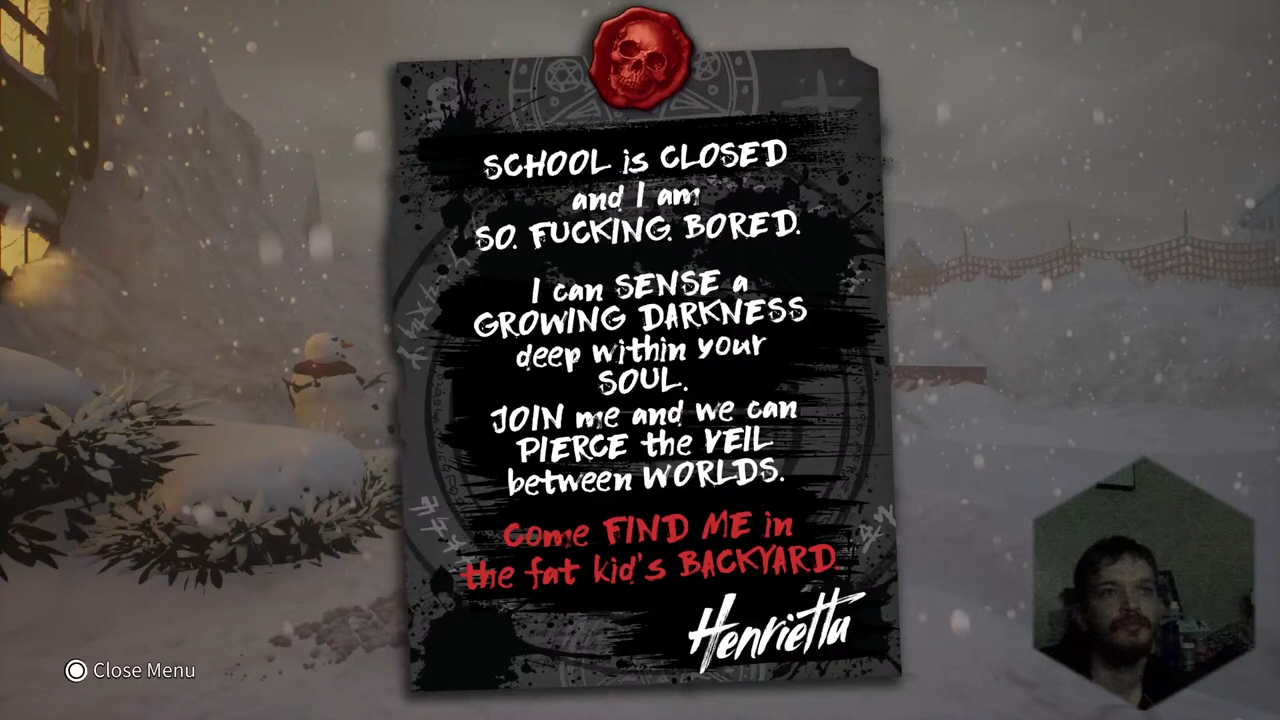 SCHOOL is CLOSED
and I am
SO. FUCKING. BORED.
I can SENSE a
GROWING DARKNESS
deep within your
SOUL.
JOIN me and we can
PIERCE the VEIL
between WORLDS.
Come FIND ME in
the fat kid's BACKYARD.
Henrietta
Close Menu